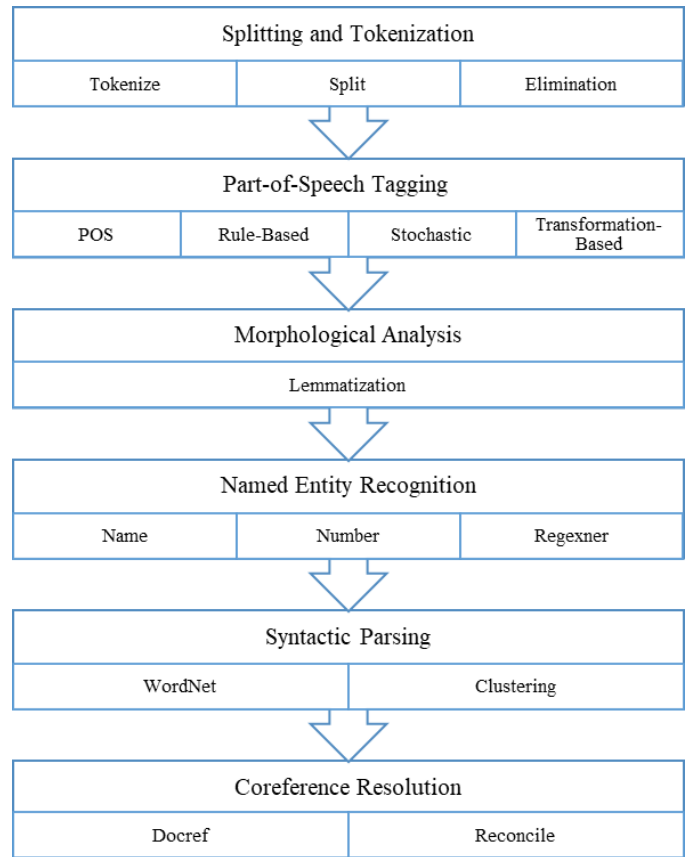 Splitting and Tokenization
Tokenize
Split
Elimination
Part-of-Speech Tagging
POS
Rule-Based
Stochastic
Transformation-
Based
Morphological Analysis
Lemmatization
Named Entity Recognition
Name
Number
Regexner
Syntactic Parsing
WordNet
Clustering
Coreference Resolution
Docref
Reconcile